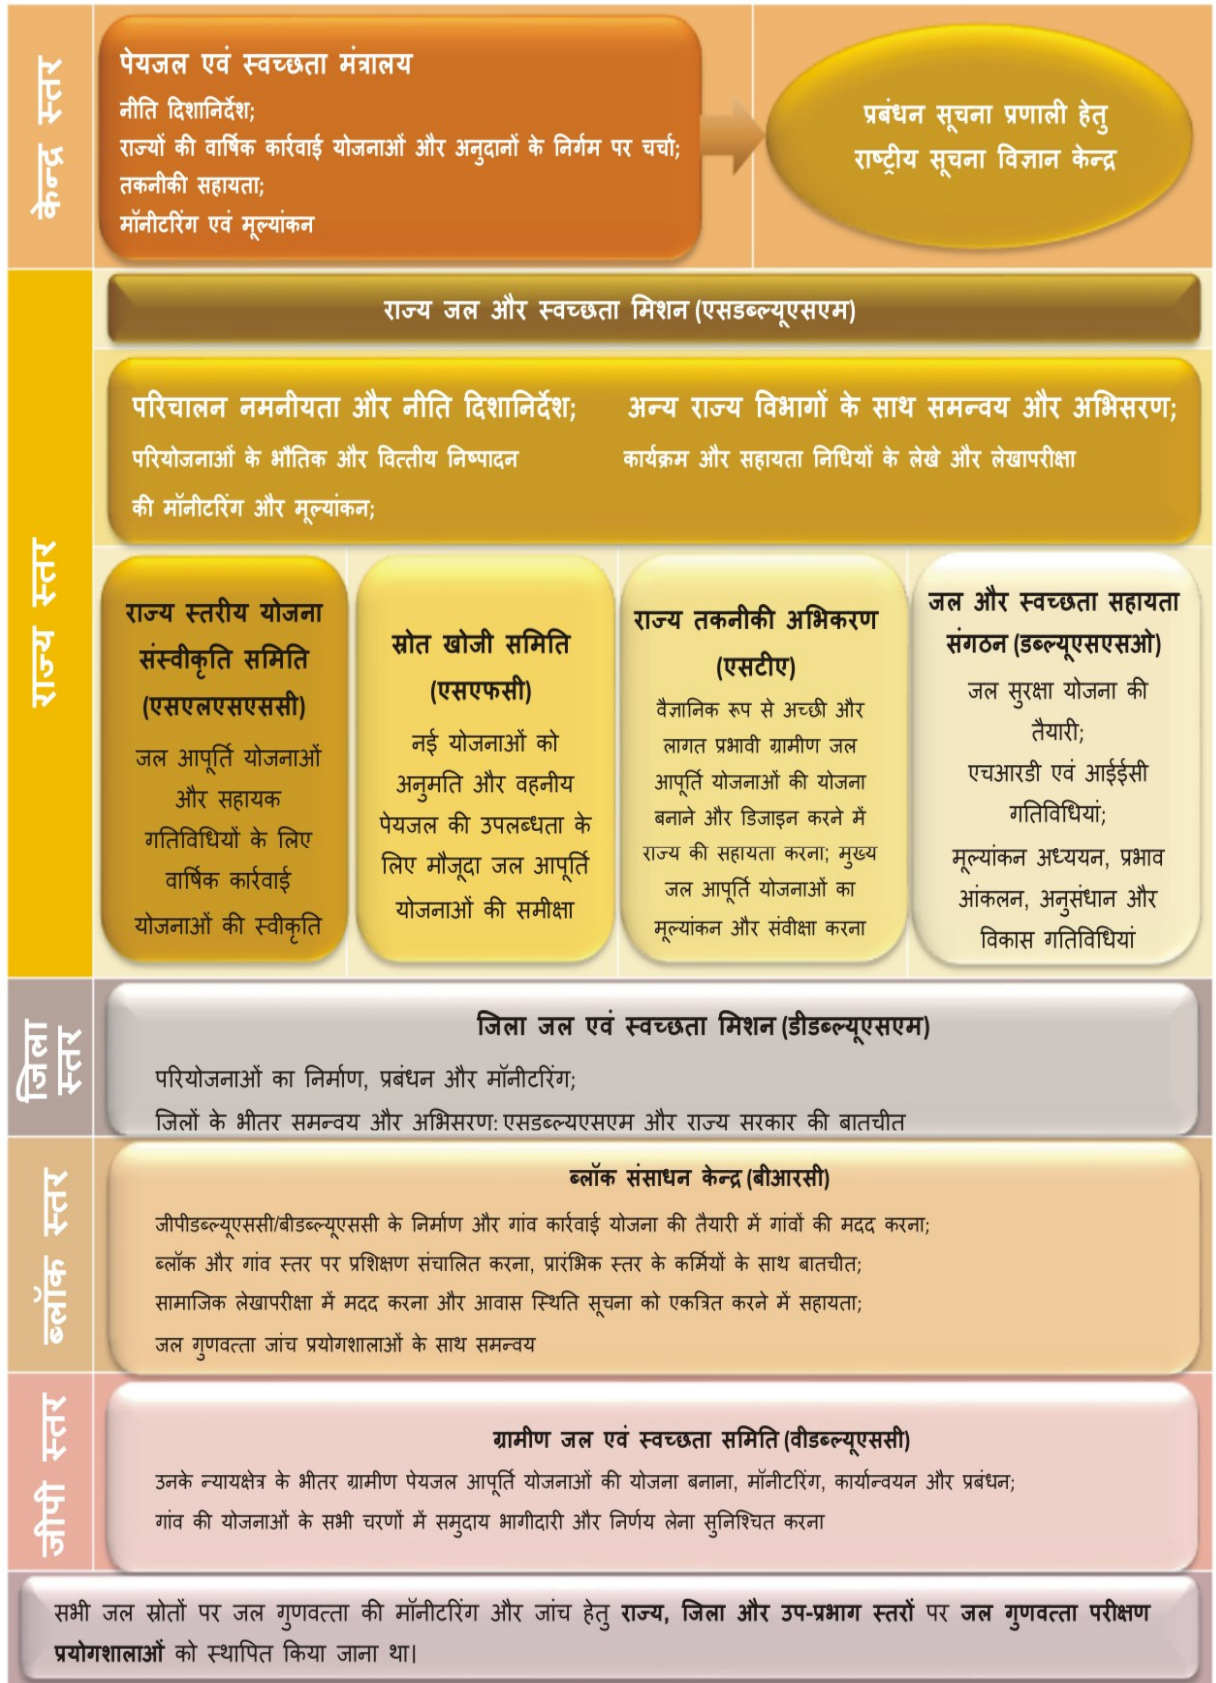 केन्द्र स्तर
पेयजल एवं स्वच्छता मंत्रालय
नीति दिशानिर्देश;
राज्यों की वार्षिक कार्रवाई योजनाओं और अनुदानों के निर्गम पर चर्चा;
तकनीकी सहायता;
मॉनीटरिंग एवं मूल्यांकन
प्रबंधन सूचना प्रणाली हेतु
राष्ट्रीय सूचना विज्ञान केन्द्र
राज्य स्तर
राज्य जल और स्वच्छता मिशन (एसडब्ल्यूएसएम)
परिचालन नमनीयता और नीति दिशानिर्देश;
परियोजनाओं के भौतिक और वित्तीय निष्पादन
की मॉनीटरिंग और मूल्यांकन;
अन्य राज्य विभागों के साथ समन्वय और अभिसरण;
कार्यक्रम और सहायता निधियों के लेखे और लेखापरीक्षा
राज्य स्तरीय योजना
संस्वीकृति समिति
(एसएलएसएससी)
जल आपूर्ति योजनाओं
और सहायक
गतिविधियों के लिए
वार्षिक कार्रवाई
योजनाओं की स्वीकृति
स्रोत खोजी समिति
(एसएफसी)
नई योजनाओं को
अनुमति और वहनीय
पेयजल की उपलब्धता के
लिए मौजूदा जल आपूर्ति
योजनाओं की समीक्षा
राज्य तकनीकी अभिकरण
(एसटीए)
वैज्ञानिक रूप से अच्छी और
लागत प्रभावी ग्रामीण जल
आपूर्ति योजनाओं की योजना
बनाने और डिजाइन करने में
राज्य की सहायता करना; मुख्य
जल आपूर्ति योजनाओं का
मूल्यांकन और संवीक्षा करना
जल और स्वच्छता सहायता
संगठन (डब्ल्यूएसएसओ)
जल सुरक्षा योजना की
तैयारी;
एचआरडी एवं आईईसी
गतिविधियां;
मूल्यांकन अध्ययन, प्रभाव
आंकलन, अनुसंधान और
विकास गतिविधियां
जिला
स्तर
जिला जल एवं स्वच्छता मिशन (डीडब्ल्यूएसएम)
परियोजनाओं का निर्माण, प्रबंधन और मॉनीटरिंग;
जिलों के भीतर समन्वय और अभिसरण: एसडब्ल्यूएसएम और राज्य सरकार की बातचीत
ब्लॉक स्तर
ब्लॉक संसाधन केन्द्र (बीआरसी)
जीपीडब्ल्यूएससी/बीडब्ल्यूएससी के निर्माण और गांव कार्रवाई योजना की तैयारी में गांवों की मदद करना;
ब्लॉक और गांव स्तर पर प्रशिक्षण संचालित करना, प्रारंभिक स्तर के कर्मियों के साथ बातचीत;
सामाजिक लेखापरीक्षा में मदद करना और आवास स्थिति सूचना को एकत्रित करने में सहायता;
जल गुणवत्ता जांच प्रयोगशालाओं के साथ समन्वय
जीपी स्तर
ग्रामीण जल एवं स्वच्छता समिति (वीडब्ल्यूएससी)
उनके न्यायक्षेत्र के भीतर ग्रामीण पेयजल आपूर्ति योजनाओं की योजना बनाना, मॉनीटरिंग, कार्यान्वयन और प्रबंधन;
गांव की योजनाओं के सभी चरणों में समुदाय भागीदारी और निर्णय लेना सुनिश्चित करना
सभी जल स्रोतों पर जल गुणवत्ता की मॉनीटरिंग और जांच हेतु राज्य, जिला और उप-प्रभाग स्तरों पर जल गुणवत्ता परीक्षण
प्रयोगशालाओं को स्थापित किया जाना था।